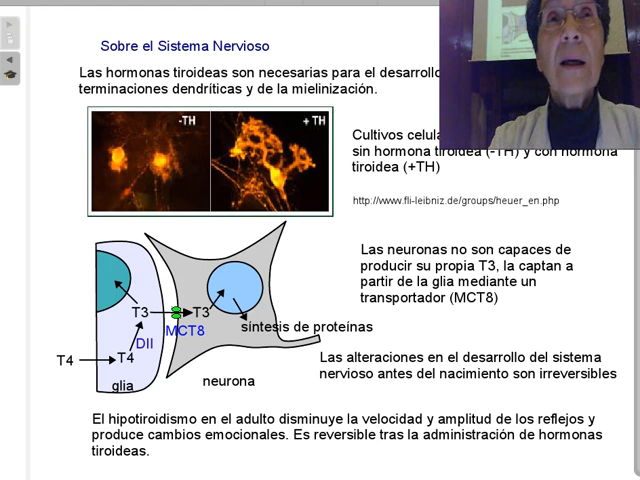 Sobre el Sistema Nervioso
Las hormonas tiroideas son necesarias para el desarrollo
terminaciones dendríticas y de la mielinización.
-TH
+ TH
Cultivos
sin hormona tiroidea (-TH) y con hormona
tiroidea (+TH)
http://www.fli-leibniz.de/groups/heuer_en.php
Las neuronas no son capaces de
producir su propia T3, la captan a
partir de la glia mediante un
transportador (MCT8)
T3
T3
MCT8
síntesis de proteínas
DII
T4
T4
glia
neurona
Las alteraciones en el desarrollo del sistema
nervioso antes del nacimiento son irreversibles
El hipotiroidismo en el adulto disminuye la velocidad y amplitud de los reflejos y
produce cambios emocionales. Es reversible tras la administración de hormonas
tiroideas.